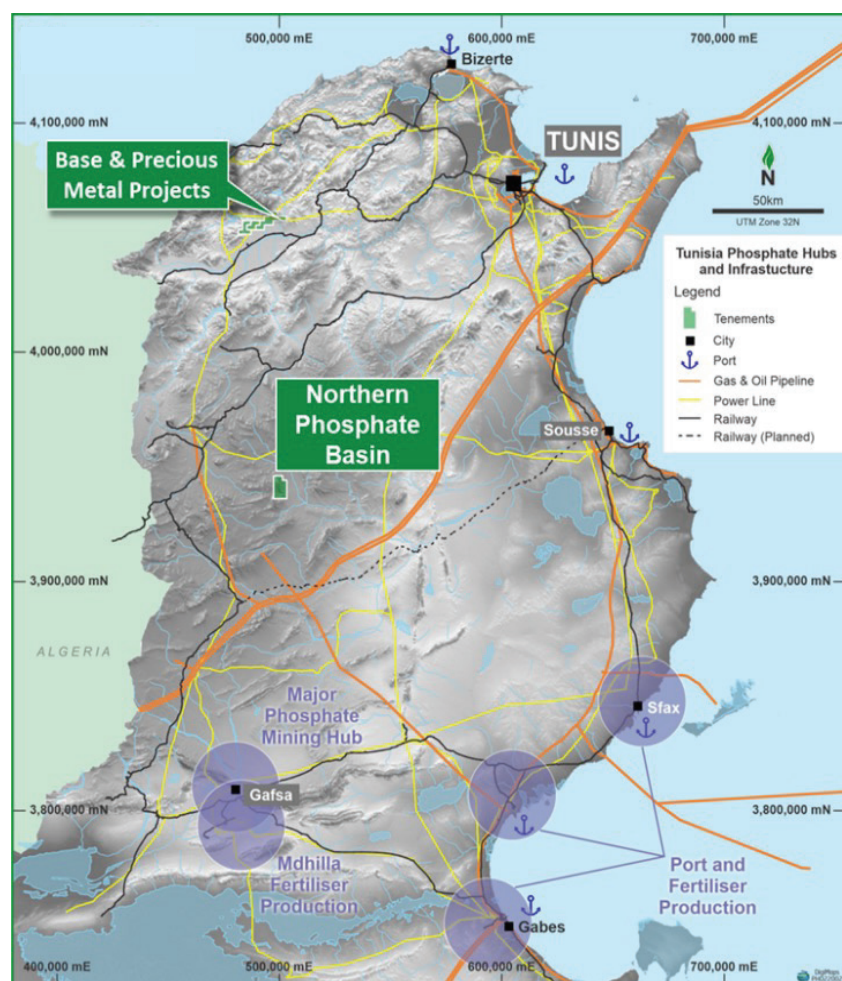 500,000 mE
600,000 mE
700,000 mE
Bizerte
4,100,000 mN
4,100,000 mN
TUNIS
Base & Precious
Metal Projects
N
50km
UTM Zone 32N
Tunisia Phosphate Hubs
and Infrastucture
Legend
Tenements
City
Port
Gas & Oil Pipeline
Power Line
Railway
Railway (Planned)
4,000,000 mN
Northern
Phosphate
Basin
Sousse
3,900,000 mN
3,900,000 mN
ALGERIA
Major
Phosphate
Mining Hub
Sfax
Gafsa
3,800,000 mN
3,800,000 mN
Mdhilla
Fertiliser
Production
Port and
Fertiliser
Production
Gabes
400,000 mE
500,000 mE
600,000 mE
700,000 mE
DigMaps